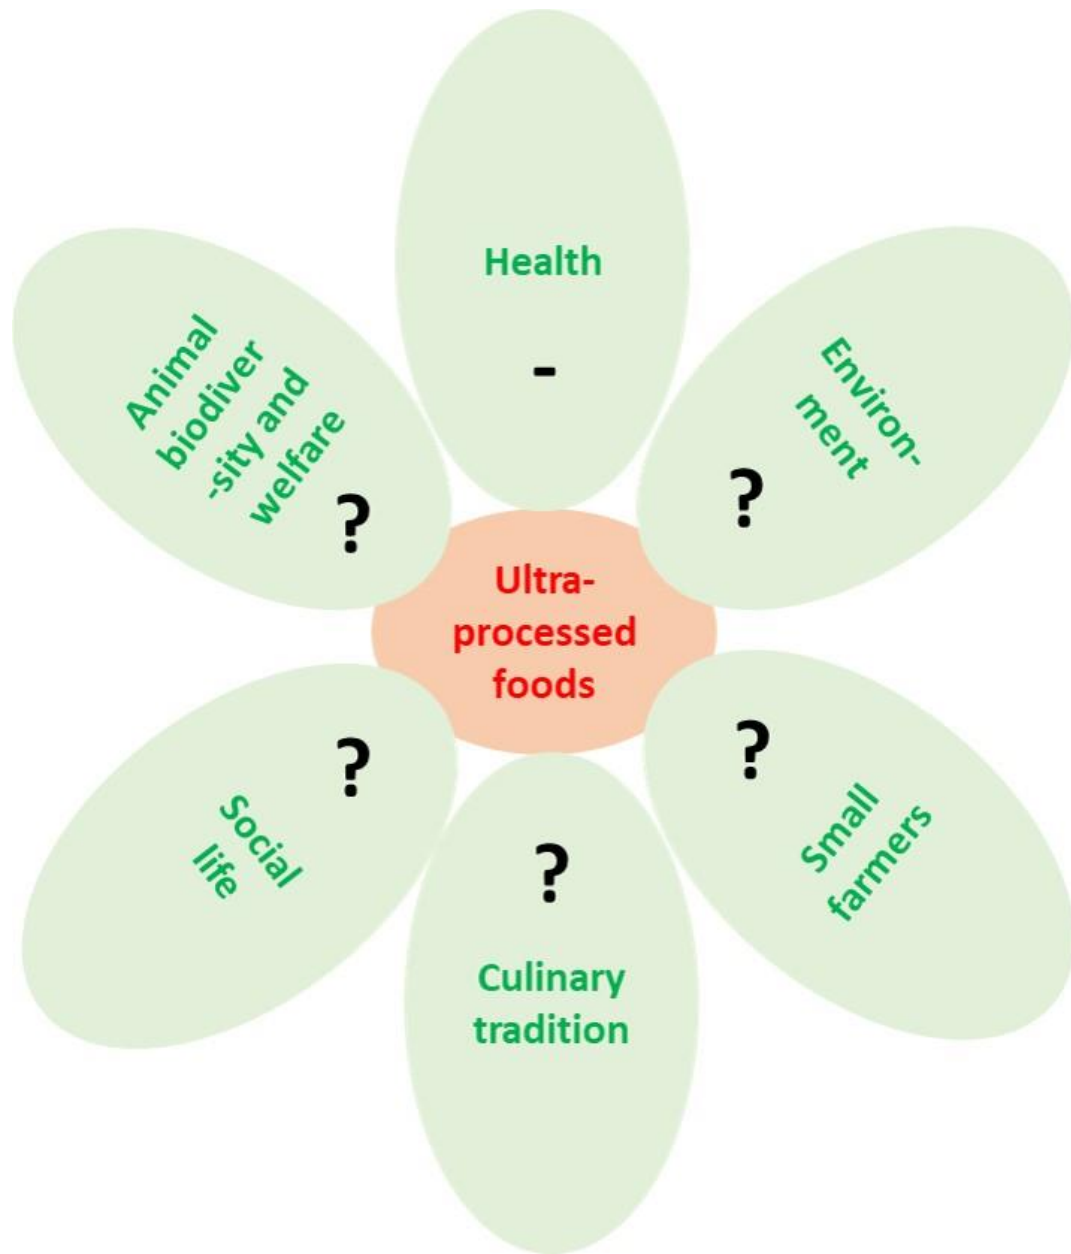 Health
-
Environ-
ment
?
Animal
biodiver
-sity and
welfare
?
Ultra-
processed
foods
?
Social
life
?
Small
farmers
?
Culinary
tradition